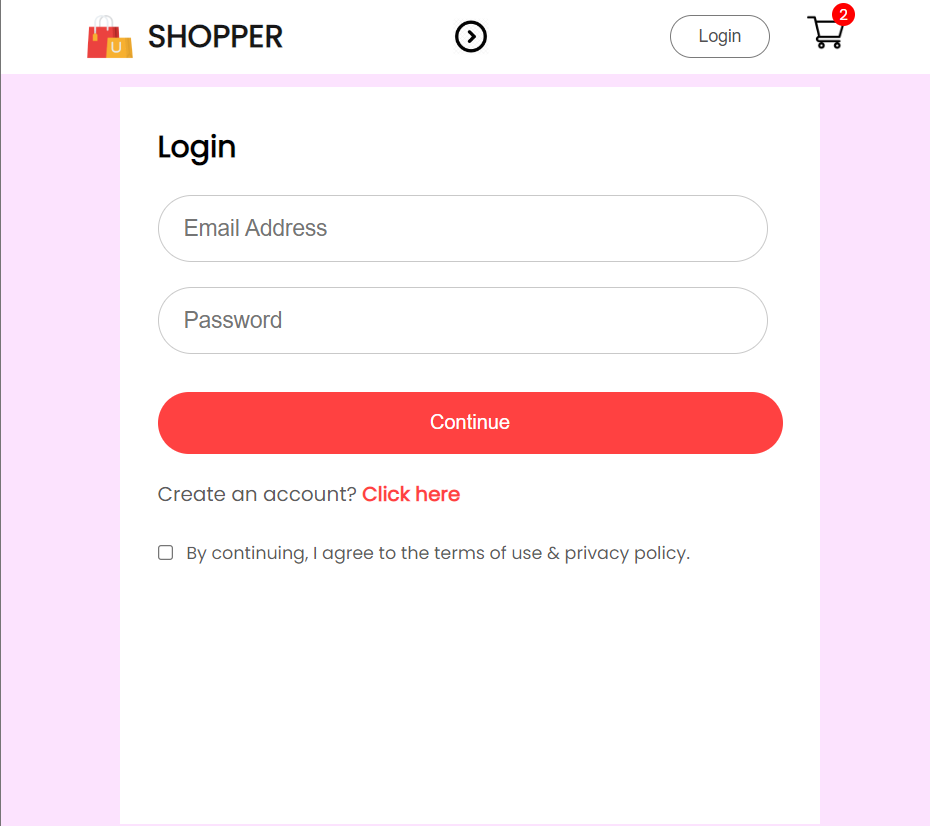 U
SHOPPER
Login
2
Login
Email Address
Password
Continue
Create an account? Click here
By continuing, I agree to the terms of use & privacy policy.